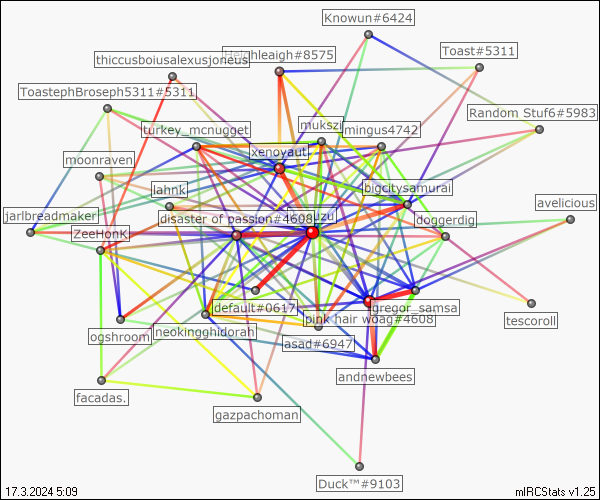 Knowun#6424
Toast#5311
thiccusboiusalexusjoneus
Heighleigh#8575
ToastephBroseph5311#5311
Random Stuf6#5983
turkey_mcnugget
mukszi
mingus4742
xenoyaut
moonraven
lahnk
bigcitysamurai
avelicious
jarlbreadmaker
disaster of passion#4608
doggerdig
ZeeHonK
default#0617
gregor_samsa
tescoroll
pink hair woag#4608
ogshroom
neokingghidorah
asad#6947
andnewbees
facadas.
gazpachoman
Duck™#9103
17.3.2024 5:09
mIRCStats v1.25